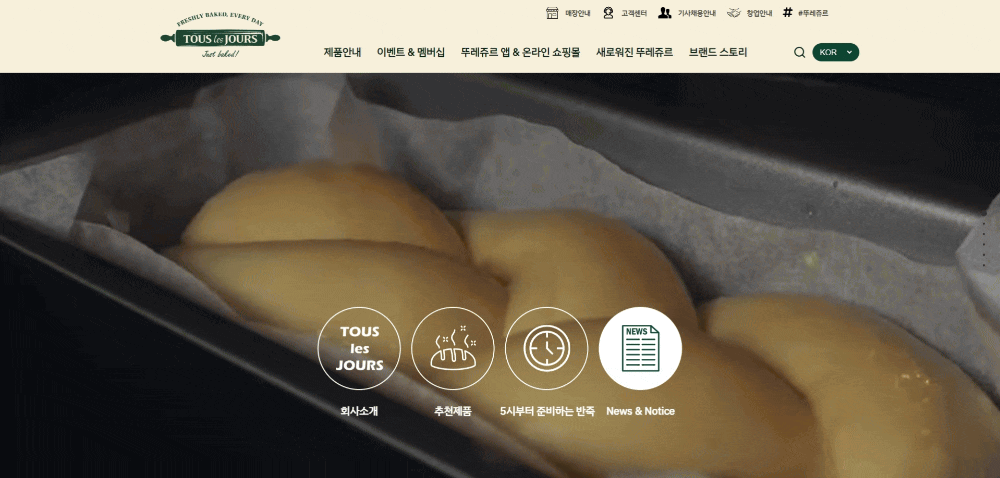 매장안내
고객센터
기사채용안내
창업안내
#뚜레쥬르
FRESHLY BAKED, EVERY DAY
TOUS les JOURS
Just baked!
제품안내
이벤트 & 멤버십
뚜레쥬르 앱 & 온라인 쇼핑몰
새로워진 뚜레쥬르
브랜드 스토리
KOR
TOUS
les
JOURS
NEWS
회사소개
추천제품
5시부터 준비하는 반죽
News & Notice